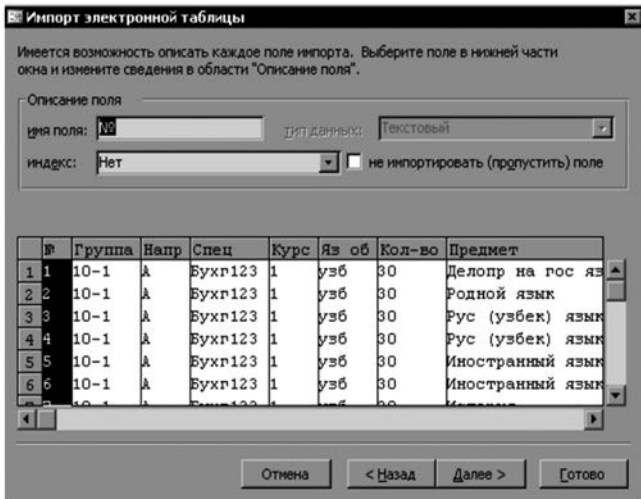 Импорт электронной таблицы
Имеется возможность описать каждое поле импорта. Выберите поле в нижней части
окна и измените сведения в области "Описание поля".
Описание поля
имя поля: № тип данных: Текстовый
индекс: Нет не импортировать (пропустить) поле
№ Группа Напр Спец Курс Яз об Кол-во Предмет
1 1 10-1 А Бухг123 1 узб 30 Делопр на гос яз
2 2 10-1 А Бухг123 1 узб 30 Родной язык
3 3 10-1 А Бухг123 1 узб 30 Рус (узбек) язык
4 4 10-1 А Бухг123 1 узб 30 Рус (узбек) язык
5 5 10-1 А Бухг123 1 узб 30 Иностранный язык
6 6 10-1 А Бухг123 1 узб 30 Иностранный язык
Отмена < Назад Далее > Готово